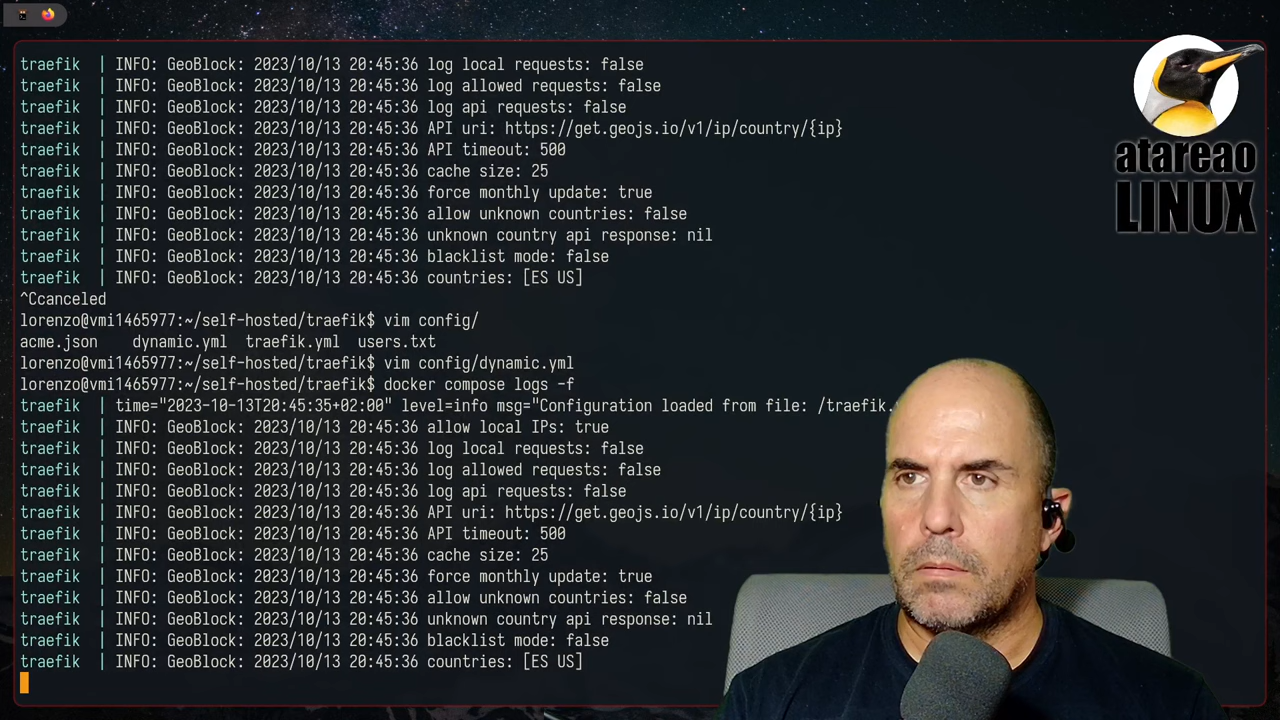 traefik | INFO: GeoBlock: 2023/10/13 20:45:36 log local requests: false
traefik | INFO: GeoBlock: 2023/10/13 20:45:36 log allowed requests: false
traefik | INFO: GeoBlock: 2023/10/13 20:45:36 log api requests: false
traefik | INFO: GeoBlock: 2023/10/13 20:45:36 API uri: https://get.geojs.io/v1/ip/country/{ip}
traefik | INFO: GeoBlock: 2023/10/13 20:45:36 API timeout: 500
traefik | INFO: GeoBlock: 2023/10/13 20:45:36 cache size: 25
traefik | INFO: GeoBlock: 2023/10/13 20:45:36 force monthly update: true
traefik | INFO: GeoBlock: 2023/10/13 20:45:36 allow unknown countries: false
traefik | INFO: GeoBlock: 2023/10/13 20:45:36 unknown country api response: nil
traefik | INFO: GeoBlock: 2023/10/13 20:45:36 blacklist mode: false
traefik | INFO: GeoBlock: 2023/10/13 20:45:36 countries: [ES US]
^Ccanceled
lorenzo@vmi1465977:~/self-hosted/traefik$ vim config/
acme.json dynamic.yml traefik.yml users.txt
lorenzo@vmi1465977:~/self-hosted/traefik$ vim config/dynamic.yml
lorenzo@vmi1465977:~/self-hosted/traefik$ docker compose logs -f
traefik | time="2023-10-13T20:45:35+02:00" level=info msg="Configuration loaded from file: /traefik.
traefik | INFO: GeoBlock: 2023/10/13 20:45:36 allow local IPs: true
traefik | INFO: GeoBlock: 2023/10/13 20:45:36 log local requests: false
traefik | INFO: GeoBlock: 2023/10/13 20:45:36 log allowed requests: false
traefik | INFO: GeoBlock: 2023/10/13 20:45:36 log api requests: false
traefik | INFO: GeoBlock: 2023/10/13 20:45:36 API uri: https://get.geojs.io/v1/ip/country/{ip}
traefik | INFO: GeoBlock: 2023/10/13 20:45:36 API timeout: 500
traefik | INFO: GeoBlock: 2023/10/13 20:45:36 cache size: 25
traefik | INFO: GeoBlock: 2023/10/13 20:45:36 force monthly update: true
traefik | INFO: GeoBlock: 2023/10/13 20:45:36 allow unknown countries: false
traefik | INFO: GeoBlock: 2023/10/13 20:45:36 unknown country api response: nil
traefik | INFO: GeoBlock: 2023/10/13 20:45:36 blacklist mode: false
traefik | INFO: GeoBlock: 2023/10/13 20:45:36 countries: [ES US]
atareao
LINUX